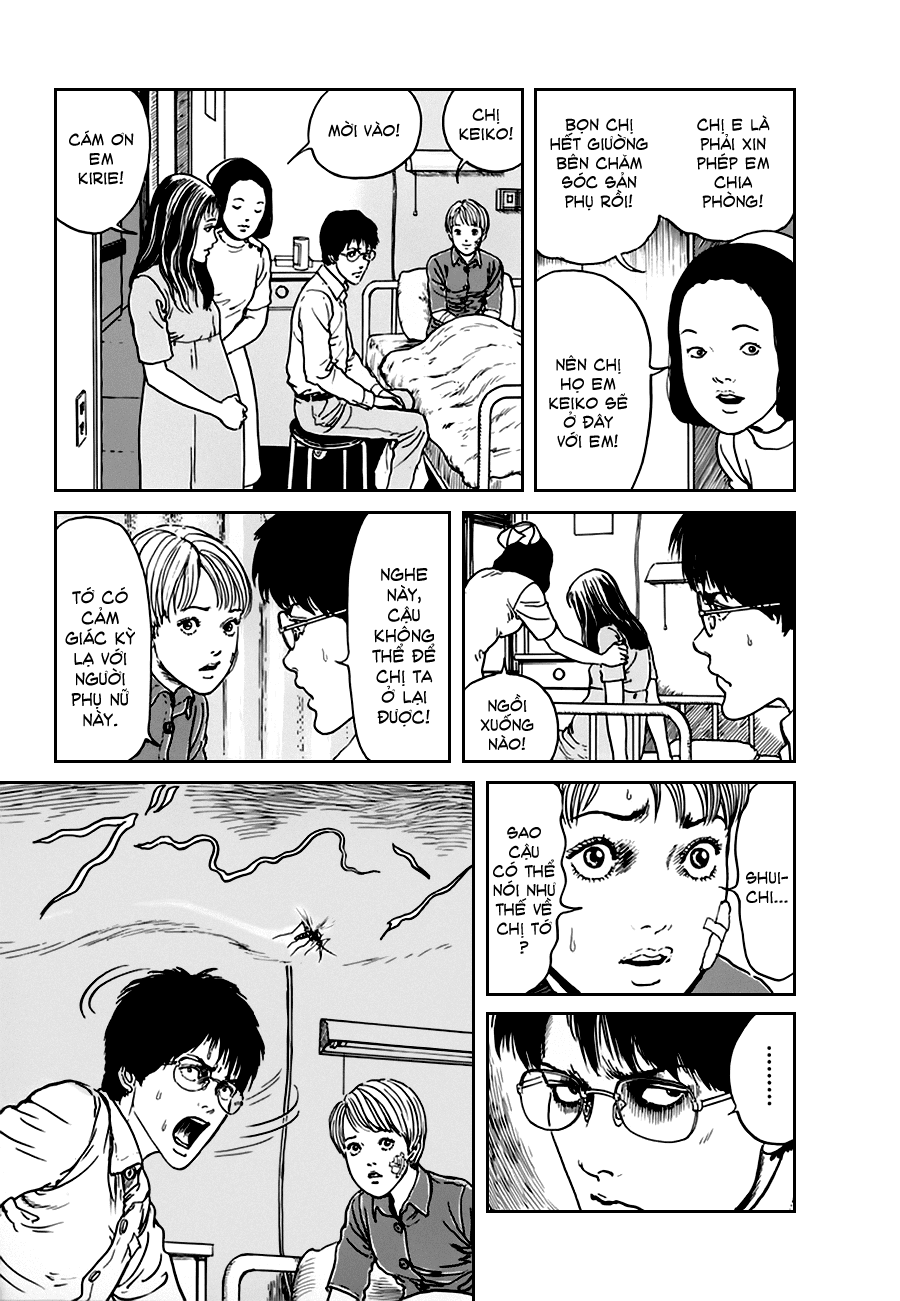 CHỊ E LÀ
PHẢI XIN
PHÉP EM
CHIA
PHÒNG!
BỌN CHỊ
HẾT GIƯỜNG
BÊN CHĂM
SÓC SẢN
PHỤ RỒI!
NÊN CHỊ
HỌ EM
KEIKO SẼ
Ở ĐÂY
VỚI EM!
CHỊ
KEIKO!
MỜI VÀO!
CÁM ƠN
EM
KIRIE!
NGỒI
XUỐNG
NÀO!
NGHE
NÀY,
CẬU
KHÔNG
THỂ ĐỂ
CHỊ TA
Ở LẠI
ĐƯỢC!
TỚ CÓ
CẢM
GIÁC KỲ
LẠ VỚI
NGƯỜI
PHỤ NỮ
NÀY.
SHUI-
CHI...
SAO
CẬU
CÓ THỂ
NÓI NHƯ
THẾ VỀ
CHỊ TỚ
?
.........